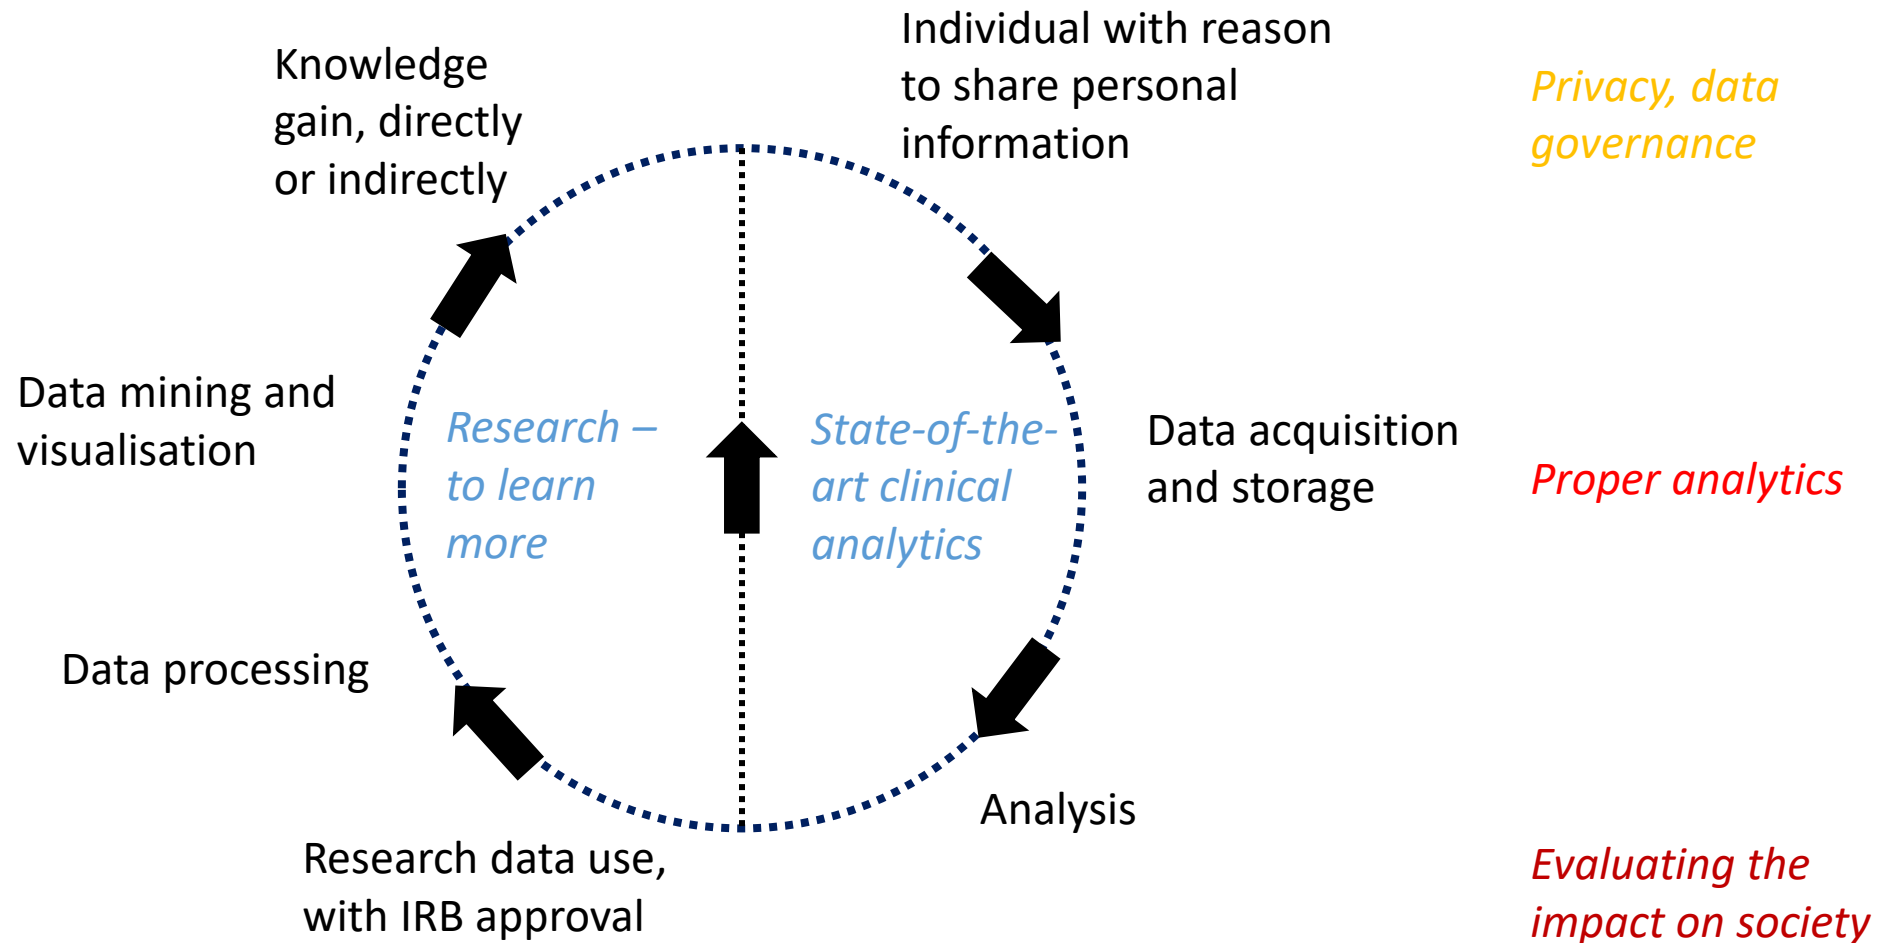 Knowledge
gain, directly
or indirectly
Individual with reason
to share personal
information
Privacy, data
governance
Data mining and
visualisation
Research –
to learn
more
State-of-the-
art clinical
analytics
Data acquisition
and storage
Proper analytics
Data processing
Analysis
Research data use,
with IRB approval
Evaluating the
impact on society